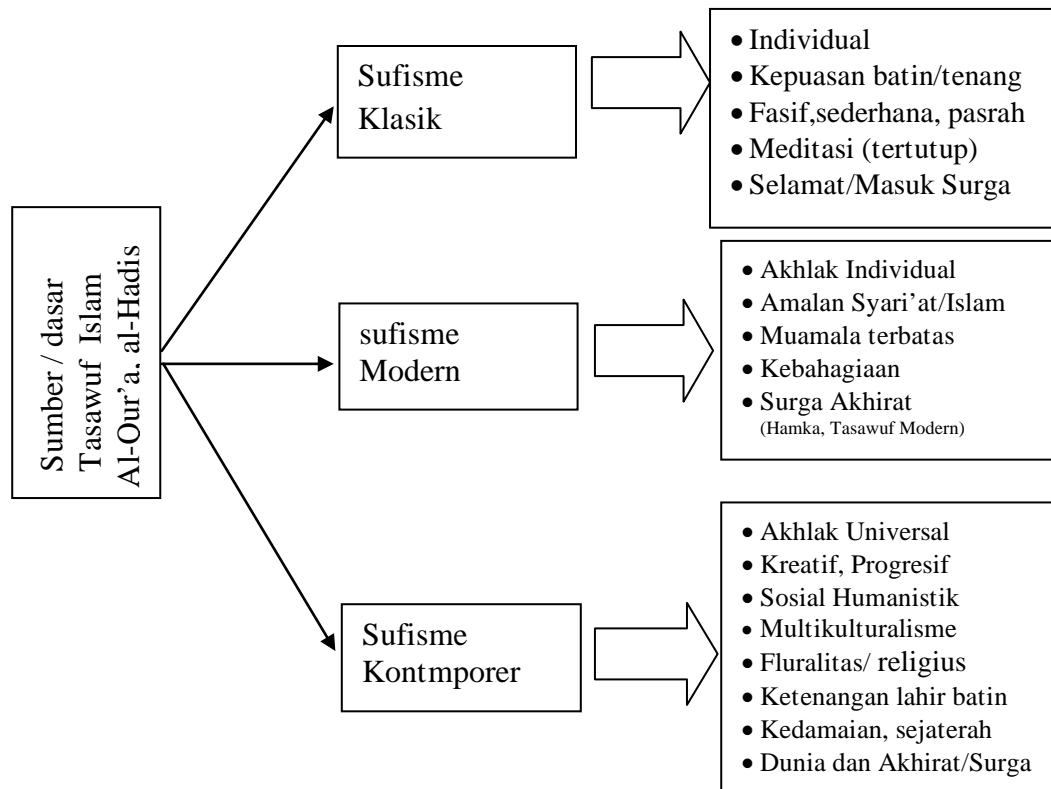 Sumber / dasar
Tasawuf Islam
Al-Qur’a, al-Hadis
Sufisme
Klasik
• Individual
• Kepuasan batin/tenang
• Fasif,sederhana, pasrah
• Meditasi (tertutup)
• Selamat/Masuk Surga
sufisme
Modern
• Akhlak Individual
• Amalan Syari’at/Islam
• Muamala terbatas
• Kebahagiaan
• Surga Akhirat
(Hamka, Tasawuf Modern)
Sufisme
Kontmporer
• Akhlak Universal
• Kreatif, Progresif
• Sosial Humanistik
• Multikulturalisme
• Fluralitas/ religius
• Ketenangan lahir batin
• Kedamaian, sejaterah
• Dunia dan Akhirat/Surga